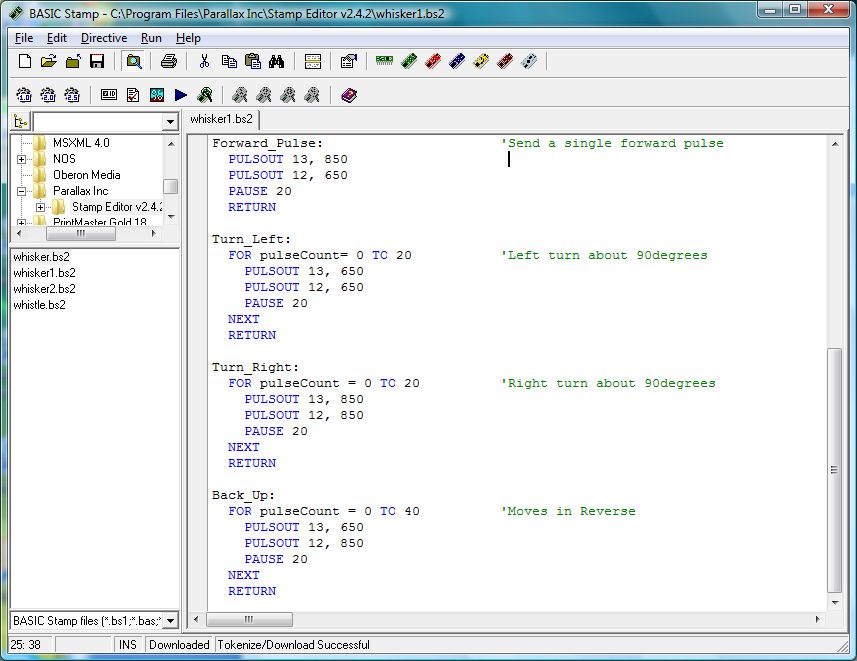 BASIC Stamp - C:\Program Files\Parallax Inc\Stamp Editor v2.4.2\whisker1.bs2
File Edit Directive Run Help
whisker1.bs2
MSXML 4.0
NOS
Oberon Media
Parallax Inc
Stamp Editor v2.4.2
PrintMaster Gold 18
whisker.bs2
whisker1.bs2
whisker2.bs2
whistle.bs2
BASIC Stamp files (*.bs1;*.bas;*
Forward_Pulse: 'Send a single forward pulse
PULSOUT 13, 850
PULSOUT 12, 650
PAUSE 20
RETURN
Turn_Left:
FOR pulseCount= 0 TO 20 'Left turn about 90degrees
PULSOUT 13, 650
PULSOUT 12, 650
PAUSE 20
NEXT
RETURN
Turn_Right:
FOR pulseCount = 0 TO 20 'Right turn about 90degrees
PULSOUT 13, 850
PULSOUT 12, 850
PAUSE 20
NEXT
RETURN
Back_Up:
FOR pulseCount = 0 TO 40 'Moves in Reverse
PULSOUT 13, 650
PULSOUT 12, 850
PAUSE 20
NEXT
RETURN
25: 38 INS Downloaded Tokenize/Download Successful